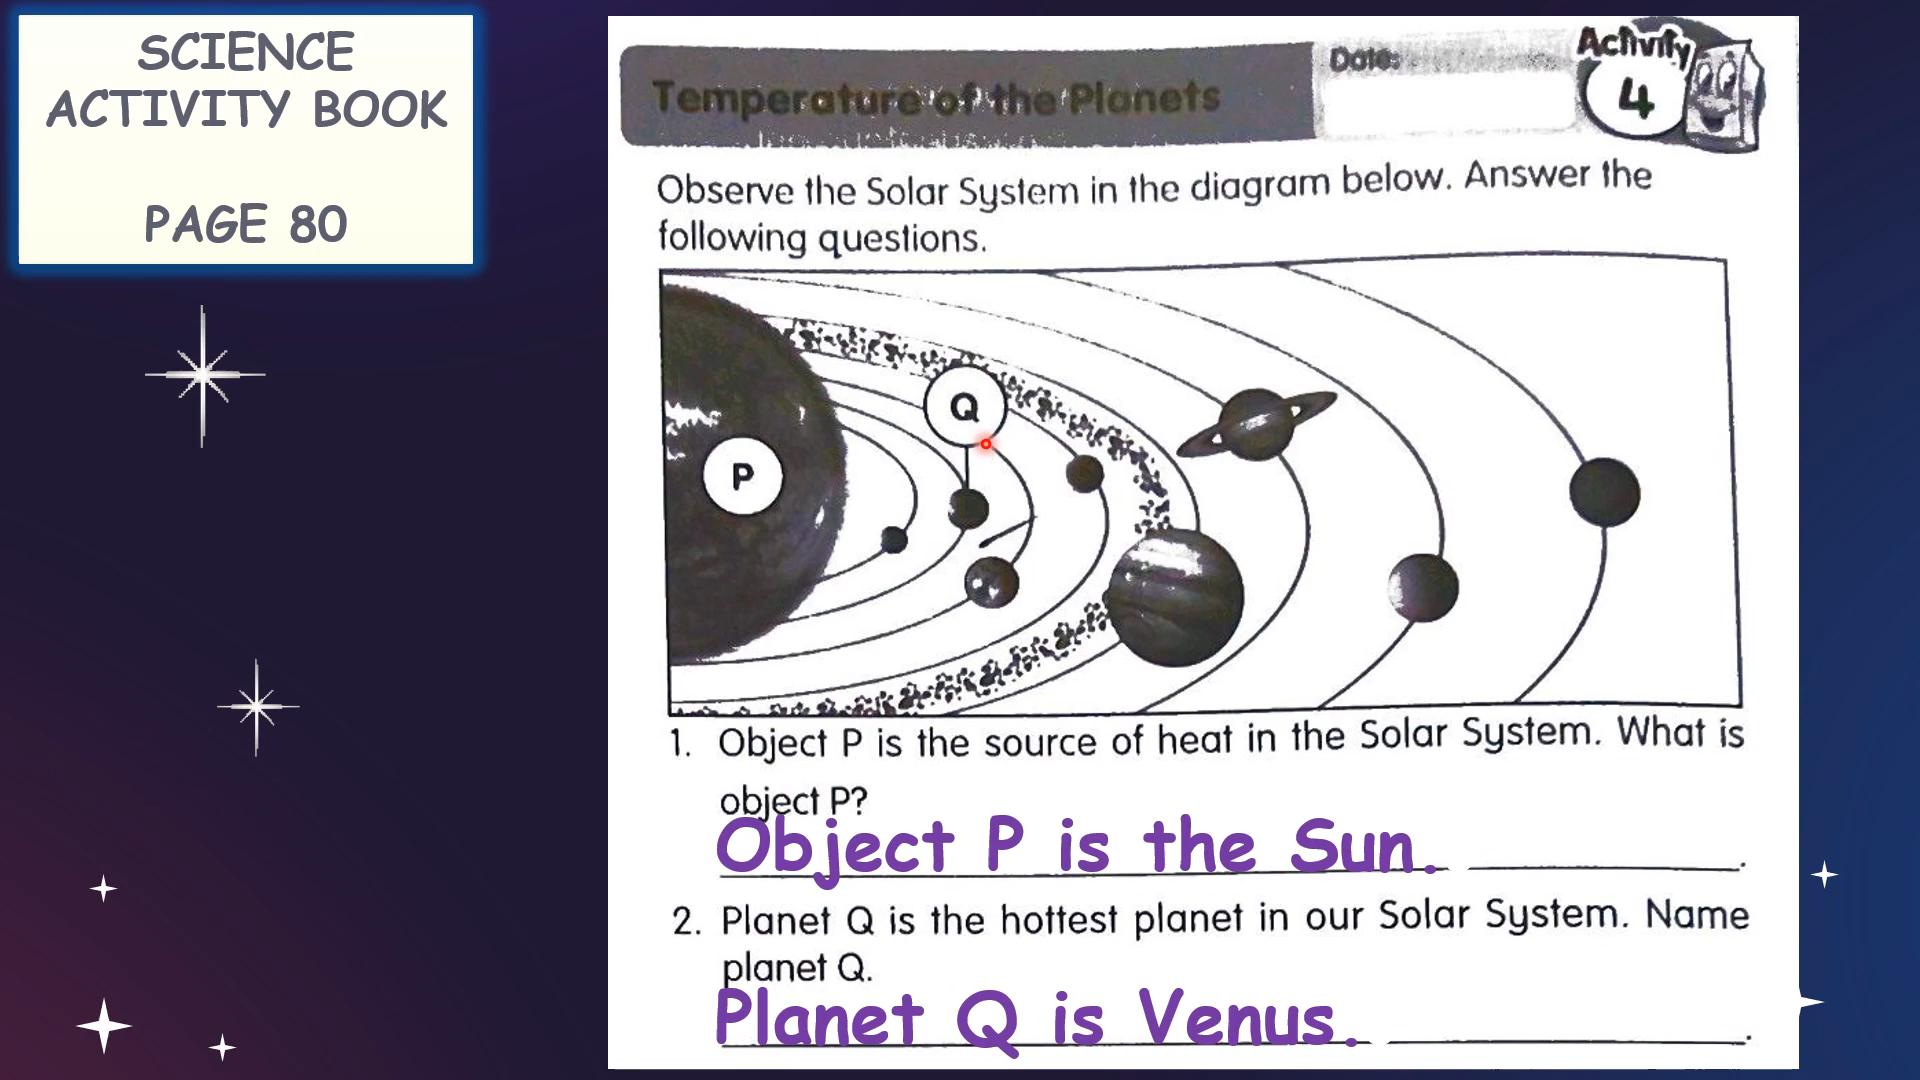 SCIENCE
ACTIVITY BOOK
PAGE 80
Temperature of the Planets
Date:
Activity
4
Observe the Solar System in the diagram below. Answer the
following questions.
P
Q
1. Object P is the source of heat in the Solar System. What is
object P?
Object P is the Sun.
2. Planet Q is the hottest planet in our Solar System. Name
planet Q.
Planet Q is Venus.